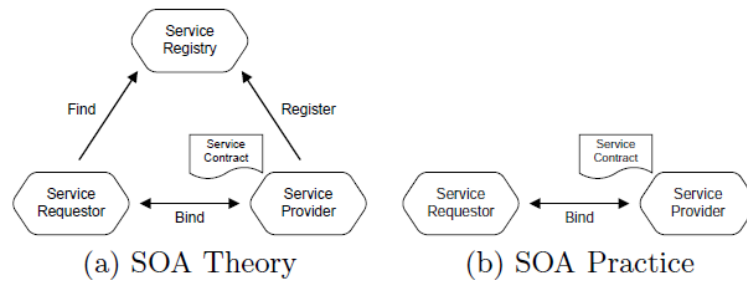 Service
Registry
Find
Register
Service
Contract
Service
Requestor
Bind
Service
Provider
(a) SOA Theory
Service
Contract
Service
Requestor
Bind
Service
Provider
(b) SOA Practice